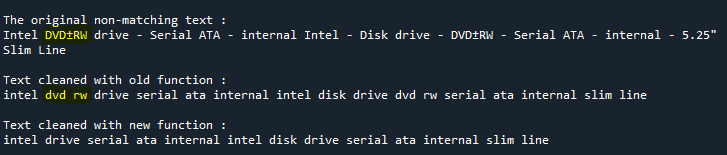 The original non-matching text :
Intel DVD±RW drive - Serial ATA - internal Intel - Disk drive - DVD±RW - Serial ATA - internal - 5.25"
Slim Line
Text cleaned with old function :
intel dvd rw drive serial ata internal intel disk drive dvd rw serial ata internal slim line
Text cleaned with new function :
intel drive serial ata internal intel disk drive serial ata internal slim line